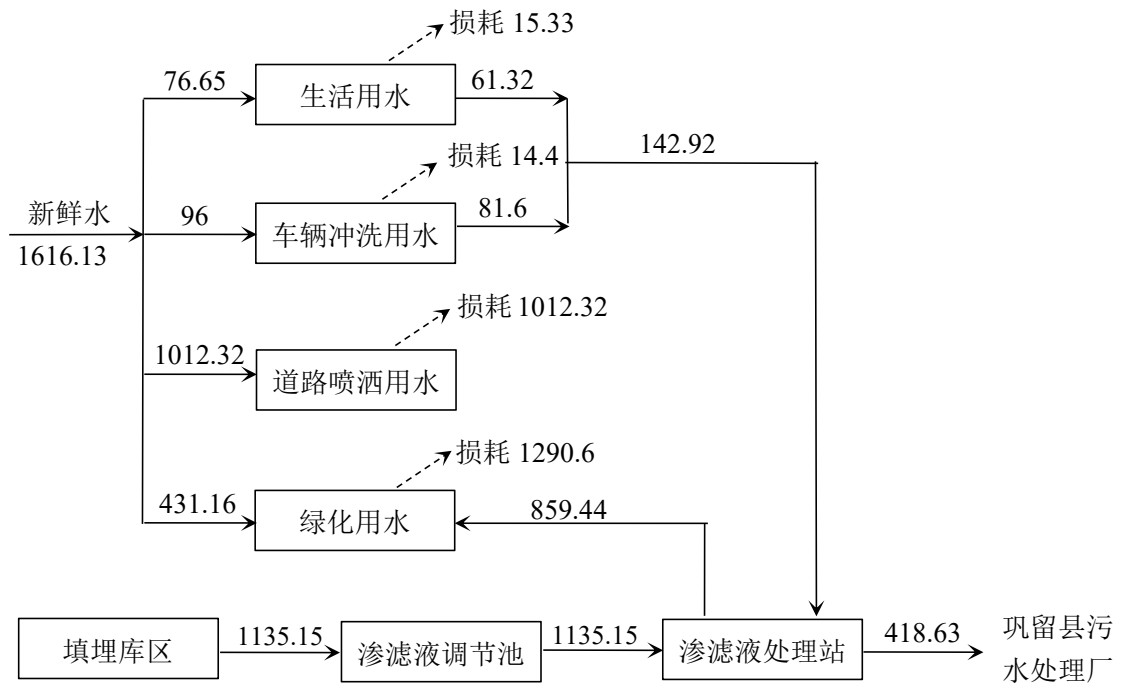 损耗 15.33
76.65
生活用水
61.32
142.92
损耗 14.4
新鲜水
1616.13
96
车辆冲洗用水
81.6
损耗 1012.32
1012.32
道路喷洒用水
损耗 1290.6
431.16
绿化用水
859.44
填埋库区
1135.15
渗滤液调节池
1135.15
渗滤液处理站
418.63
巩留县污
水处理厂